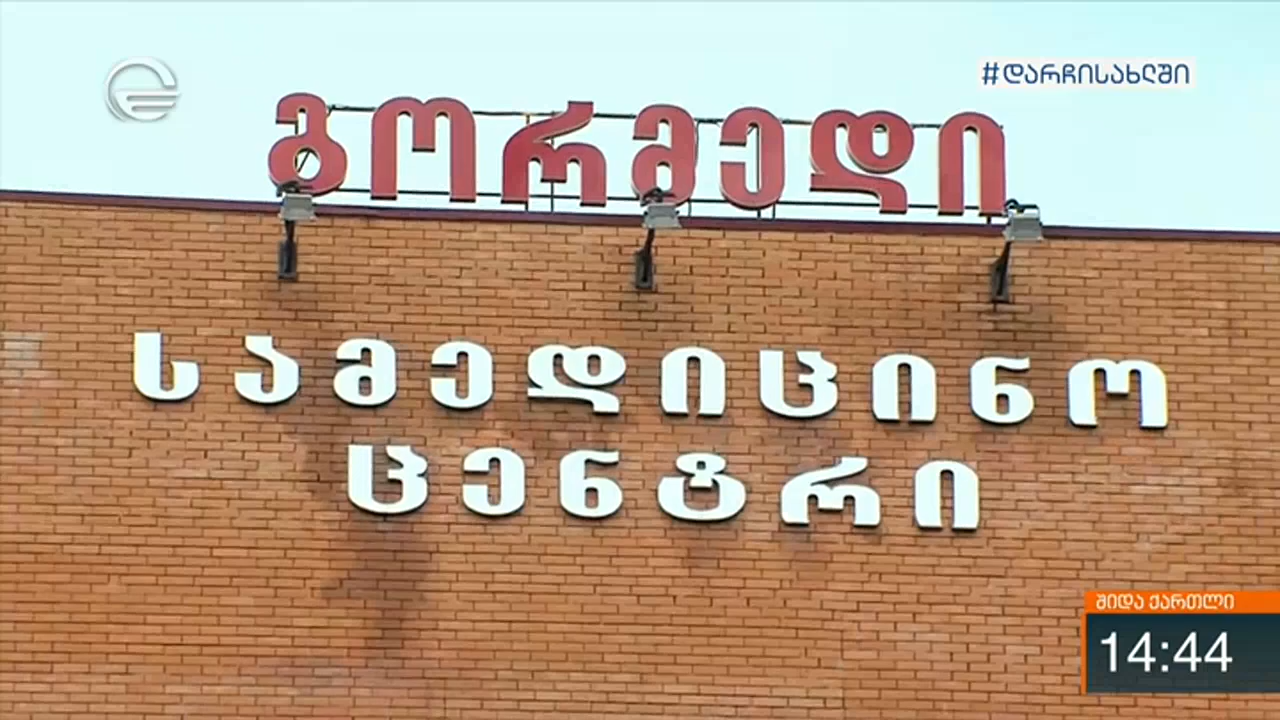 #დარჩისახლში
გორმედი
სამედიცინო
ცენტრი
შიდა ქართლი
14:44